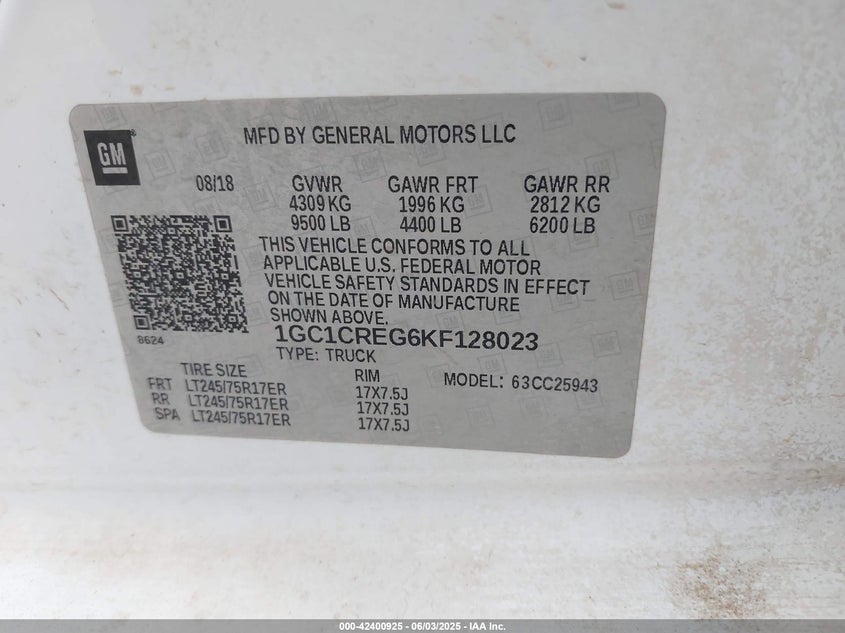 GM
MFD BY GENERAL MOTORS LLC
08/18 GVWR GAWR FRT GAWR RR
4309 KG 1996 KG 2812 KG
9500 LB 4400 LB 6200 LB
THIS VEHICLE CONFORMS TO ALL
APPLICABLE U.S. FEDERAL MOTOR
VEHICLE SAFETY STANDARDS IN EFFECT
ON THE DATE OF MANUFACTURE
SHOWN ABOVE.
8624
1GC1CREG6KF128023
TYPE: TRUCK
TIRE SIZE RIM MODEL: 63CC25943
FRT LT245/75R17ER 17X7.5J
RR LT245/75R17ER 17X7.5J
SPA LT245/75R17ER 17X7.5J
000-42400925 - 06/03/2025 - IAA Inc.